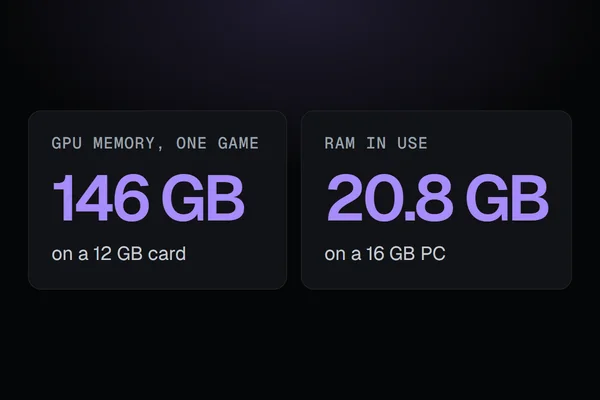 GPU MEMORY, ONE GAME
146 GB
on a 12 GB card
RAM IN USE
20.8 GB
on a 16 GB PC